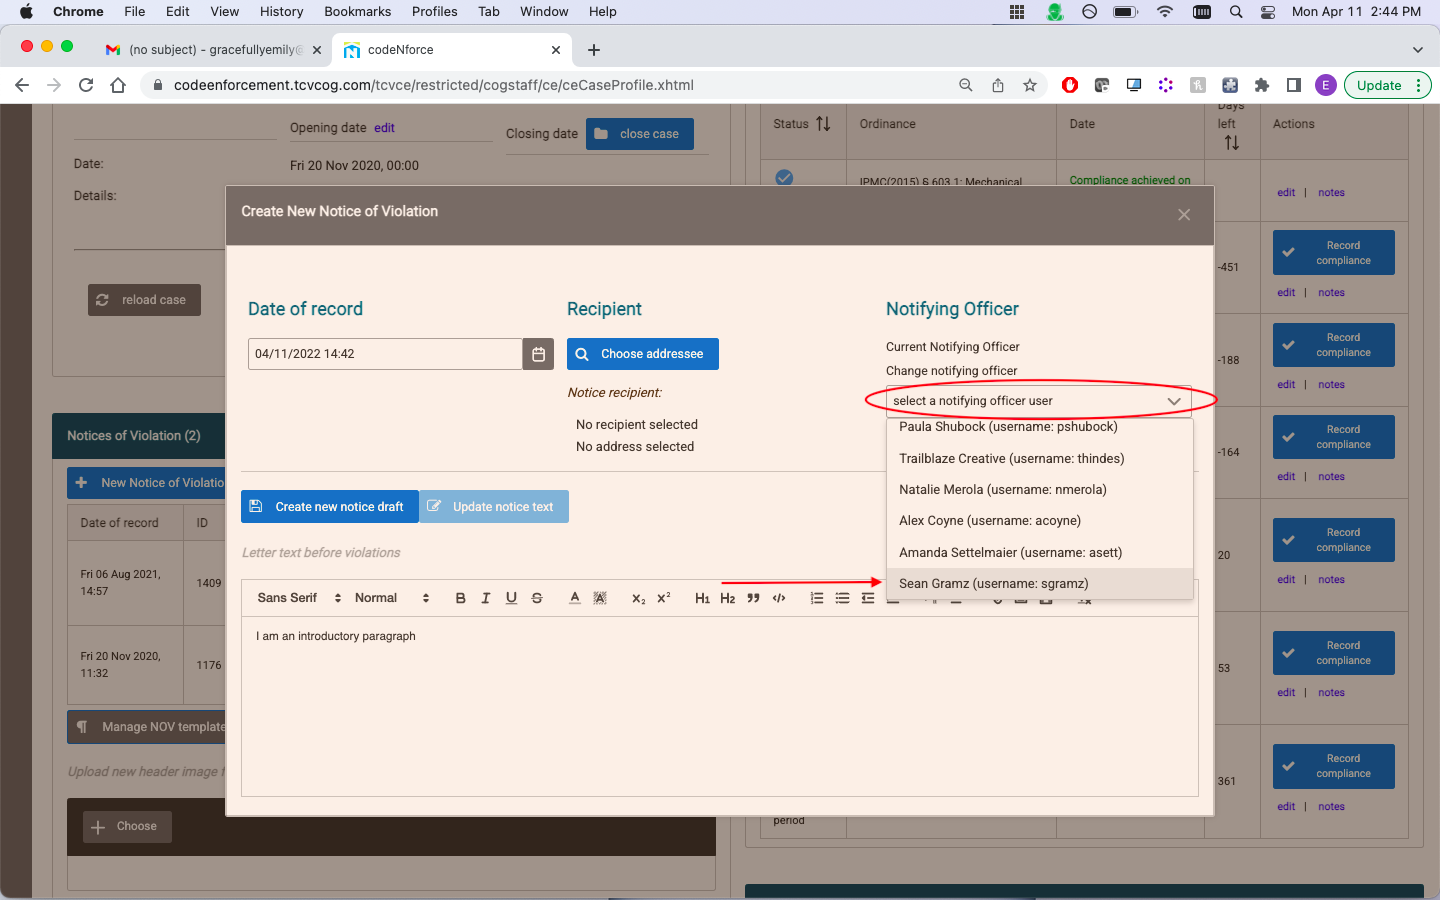 Chrome File Edit View History Bookmarks Profiles Tab Window Help Mon Apr 11 2:44 PM
(no subject) - gracefullyemily@
codeNforce
codeenforcement.tcvcog.com/tcvce/restricted/cogstaff/ce/ceCaseProfile.xhtml
E
Update
Opening date edit
Closing date
close case
Date:
Fri 20 Nov 2020, 00:00
Details:
reload case
Status
Ordinance
Date
Days
left
Actions
IPMC(2015) § 603.1: Mechanical
Compliance achieved on
edit | notes
-451
Record
compliance
edit | notes
-188
Record
compliance
edit | notes
-164
Record
compliance
edit | notes
20
Record
compliance
edit | notes
53
Record
compliance
edit | notes
361
Record
compliance
edit | notes
period
Notices of Violation (2)
New Notice of Violatio
Date of record
ID
Fri 06 Aug 2021,
14:57
1409
Fri 20 Nov 2020,
11:32
1176
Manage NOV template
Upload new header image f
Choose
Create New Notice of Violation
Date of record
04/11/2022 14:42
Recipient
Choose addressee
Notice recipient:
No recipient selected
No address selected
Notifying Officer
Current Notifying Officer
Change notifying officer
select a notifying officer user
Paula Shubock (username: pshubock)
Trailblaze Creative (username: thindes)
Natalie Merola (username: nmerola)
Alex Coyne (username: acoyne)
Amanda Settelmaier (username: asett)
Sean Gramz (username: sgramz)
Create new notice draft
Update notice text
Letter text before violations
Sans Serif
Normal
B I U S A A X₂ X² H1 H2 ” </>
I am an introductory paragraph